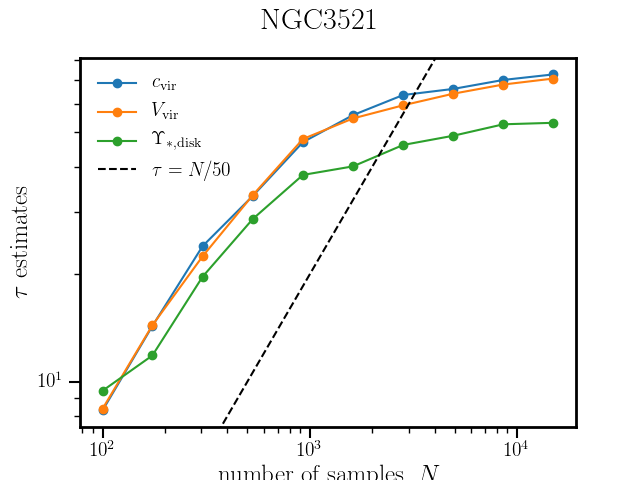 NGC3521
c_vir
V_vir
Υ_{*,disk}
τ = N/50
τ estimates
10^1
10^2 10^3 10^4
number of samples, N